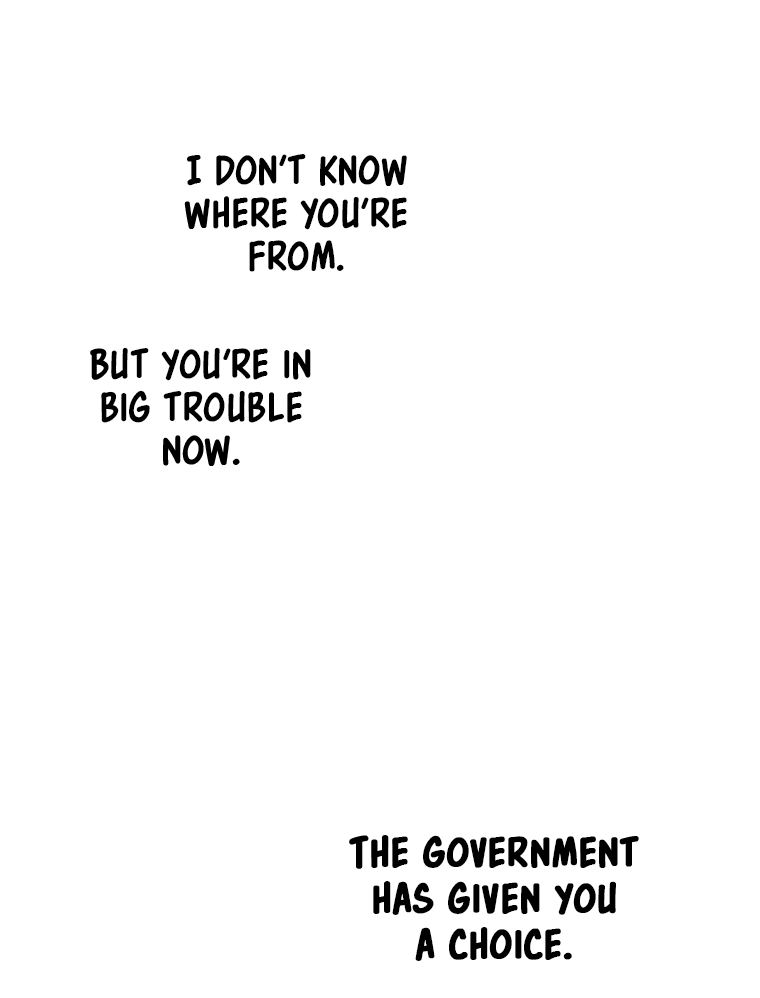 I DON'T KNOW
WHERE YOU'RE
FROM.
BUT YOU'RE IN
BIG TROUBLE
NOW.
THE GOVERNMENT
HAS GIVEN YOU
A CHOICE.